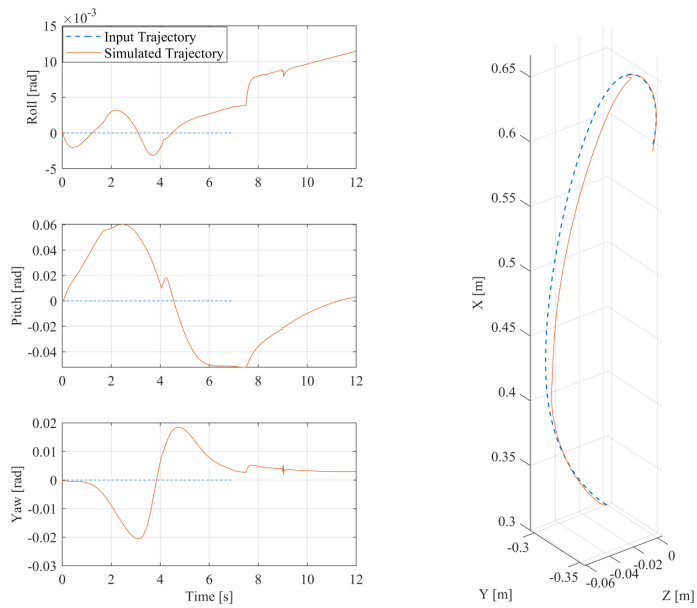 ×10⁻³
15
10
5
0
-5
Roll [rad]
Input Trajectory
Simulated Trajectory
0 2 4 6 8 10 12
0.06
0.04
0.02
0
-0.02
-0.04
Pitch [rad]
0 2 4 6 8 10 12
0.02
0.01
0
-0.01
-0.02
-0.03
Yaw [rad]
0 2 4 6 8 10 12
Time [s]
0.65
0.6
0.55
0.5
0.45
0.4
0.35
0.3
X [m]
-0.3
-0.35
Y [m]
-0.06
-0.04
-0.02
0
Z [m]